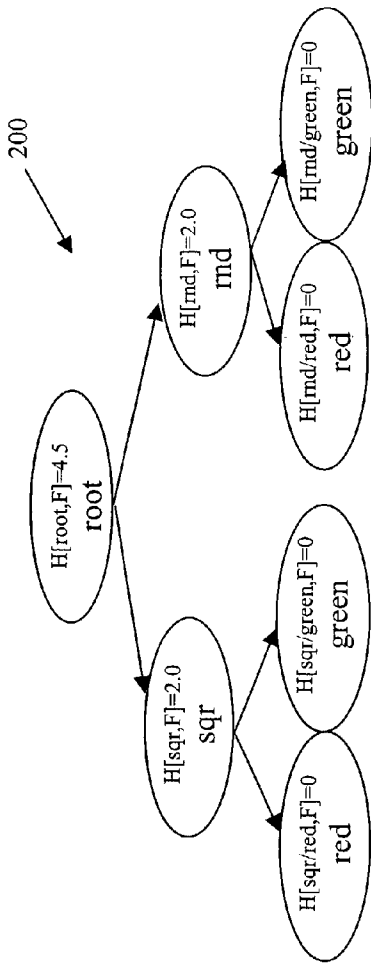 200
H[root,F]=4.5
root
H[sqr,F]=2.0
sqr
H[rnd,F]=2.0
rnd
H[sqr/red,F]=0
red
H[sqr/green,F]=0
green
H[rnd/red,F]=0
red
H[rnd/green,F]=0
green